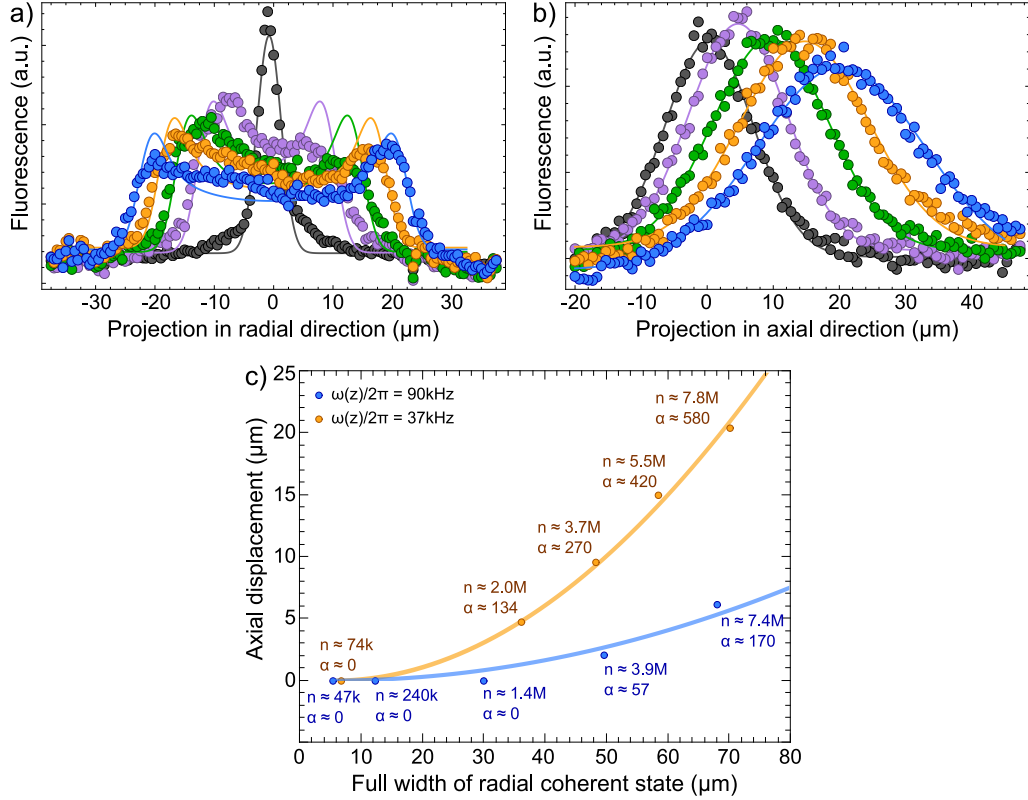 a)
Fluorescence (a.u.)
-30 -20 -10 0 10 20 30
Projection in radial direction (µm)
b)
Fluorescence (a.u.)
-20 -10 0 10 20 30 40
Projection in axial direction (µm)
c)
Axial displacement (µm)
25
20
15
10
5
0
ω(z)/2π = 90kHz
ω(z)/2π = 37kHz
n ≈ 7.8M
α ≈ 580
n ≈ 5.5M
α ≈ 420
n ≈ 3.7M
α ≈ 270
n ≈ 2.0M
α ≈ 134
n ≈ 74k
α ≈ 0
n ≈ 47k
α ≈ 0
n ≈ 240k
α ≈ 0
n ≈ 1.4M
α ≈ 0
n ≈ 3.9M
α ≈ 57
n ≈ 7.4M
α ≈ 170
0 10 20 30 40 50 60 70 80
Full width of radial coherent state (µm)